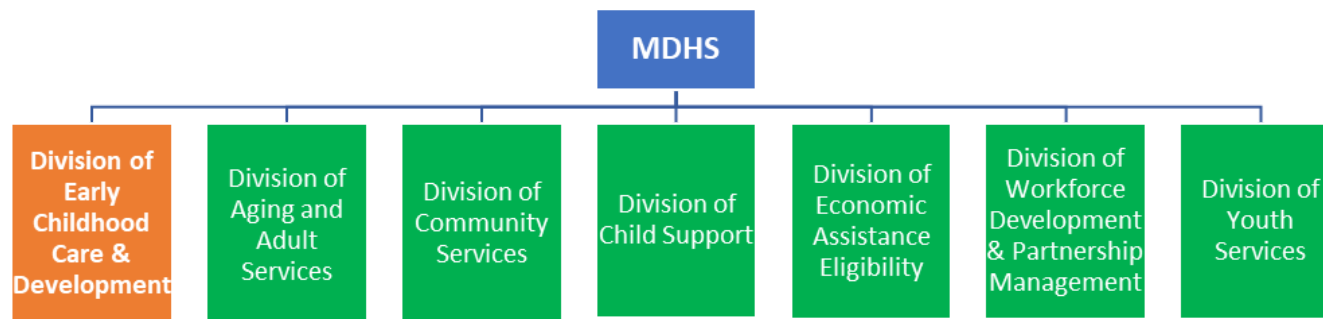 MDHS
Division of
Early
Childhood
Care &
Development
Division of
Aging and
Adult
Services
Division of
Community
Services
Division of
Child Support
Division of
Economic
Assistance
Eligibility
Division of
Workforce
Development
& Partnership
Management
Division of
Youth
Services